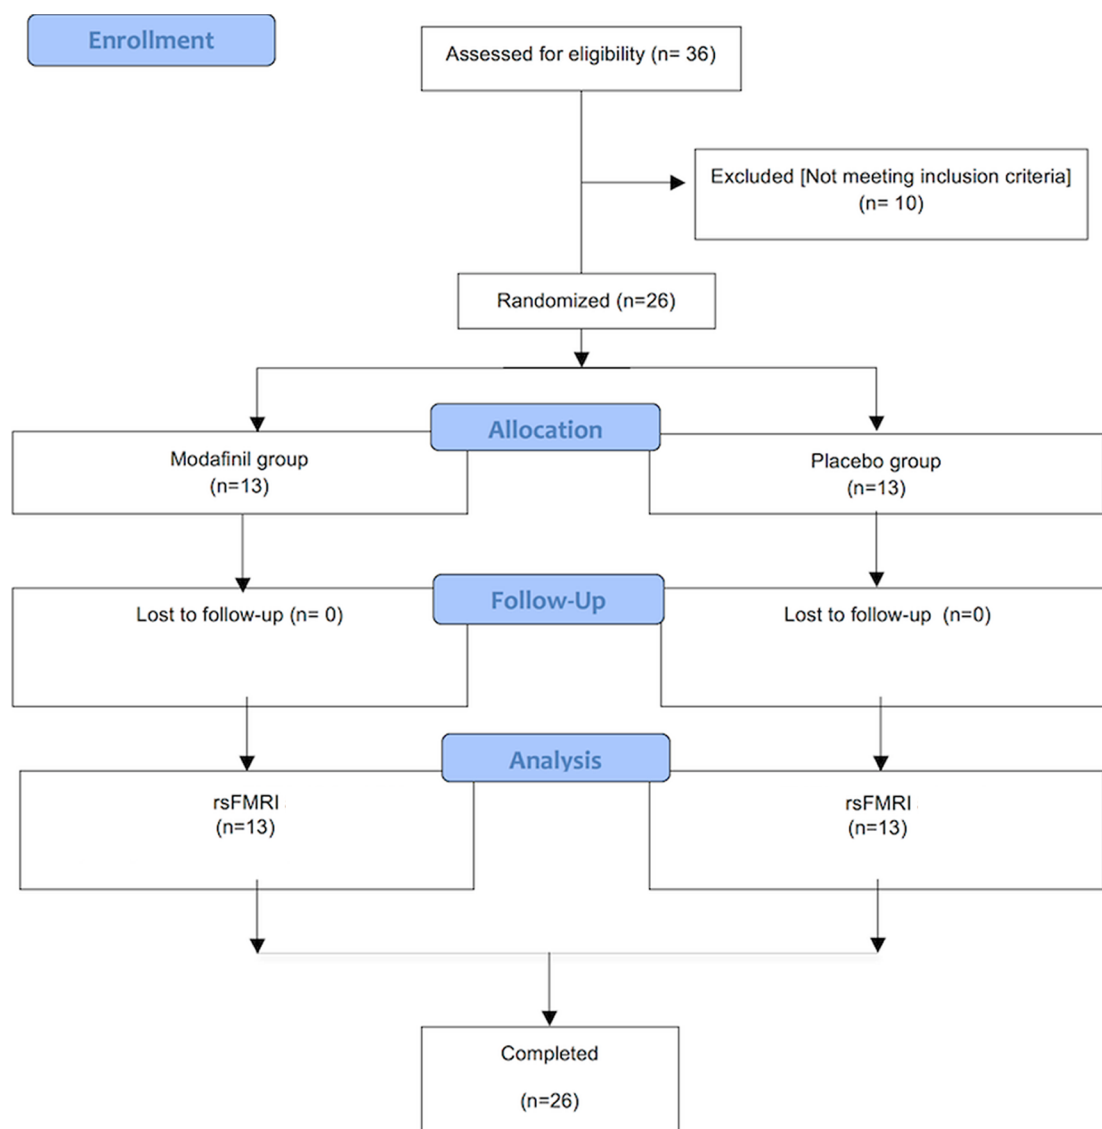 Enrollment
Assessed for eligibility (n= 36)
Excluded [Not meeting inclusion criteria]
(n= 10)
Randomized (n=26)
Allocation
Modafinil group
(n=13)
Placebo group
(n=13)
Follow-Up
Lost to follow-up (n= 0)
Lost to follow-up (n=0)
Analysis
rsFMRI
(n=13)
rsFMRI
(n=13)
Completed
(n=26)